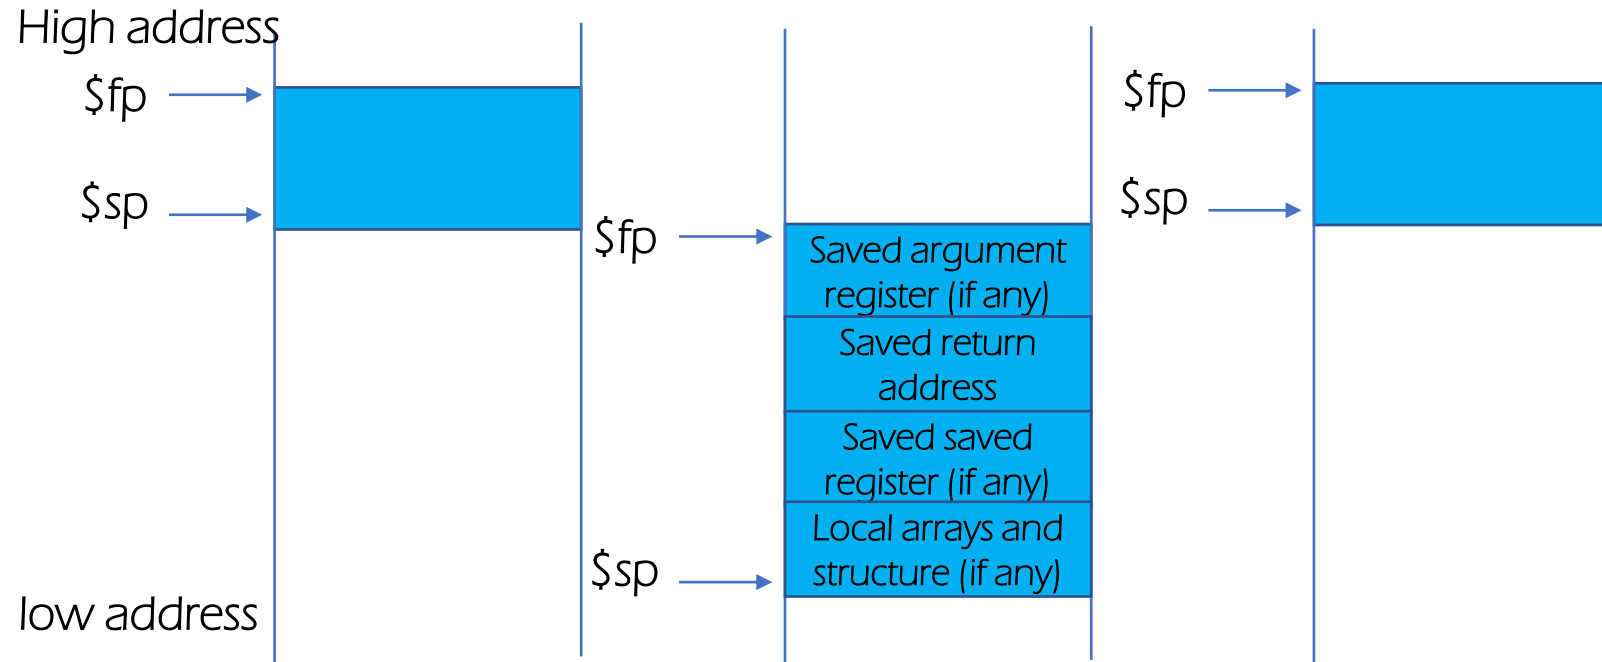 High address
$fp
$sp
low address
$fp
$sp
Saved argument
register (if any)
Saved return
address
Saved saved
register (if any)
Local arrays and
structure (if any)
$fp
$sp